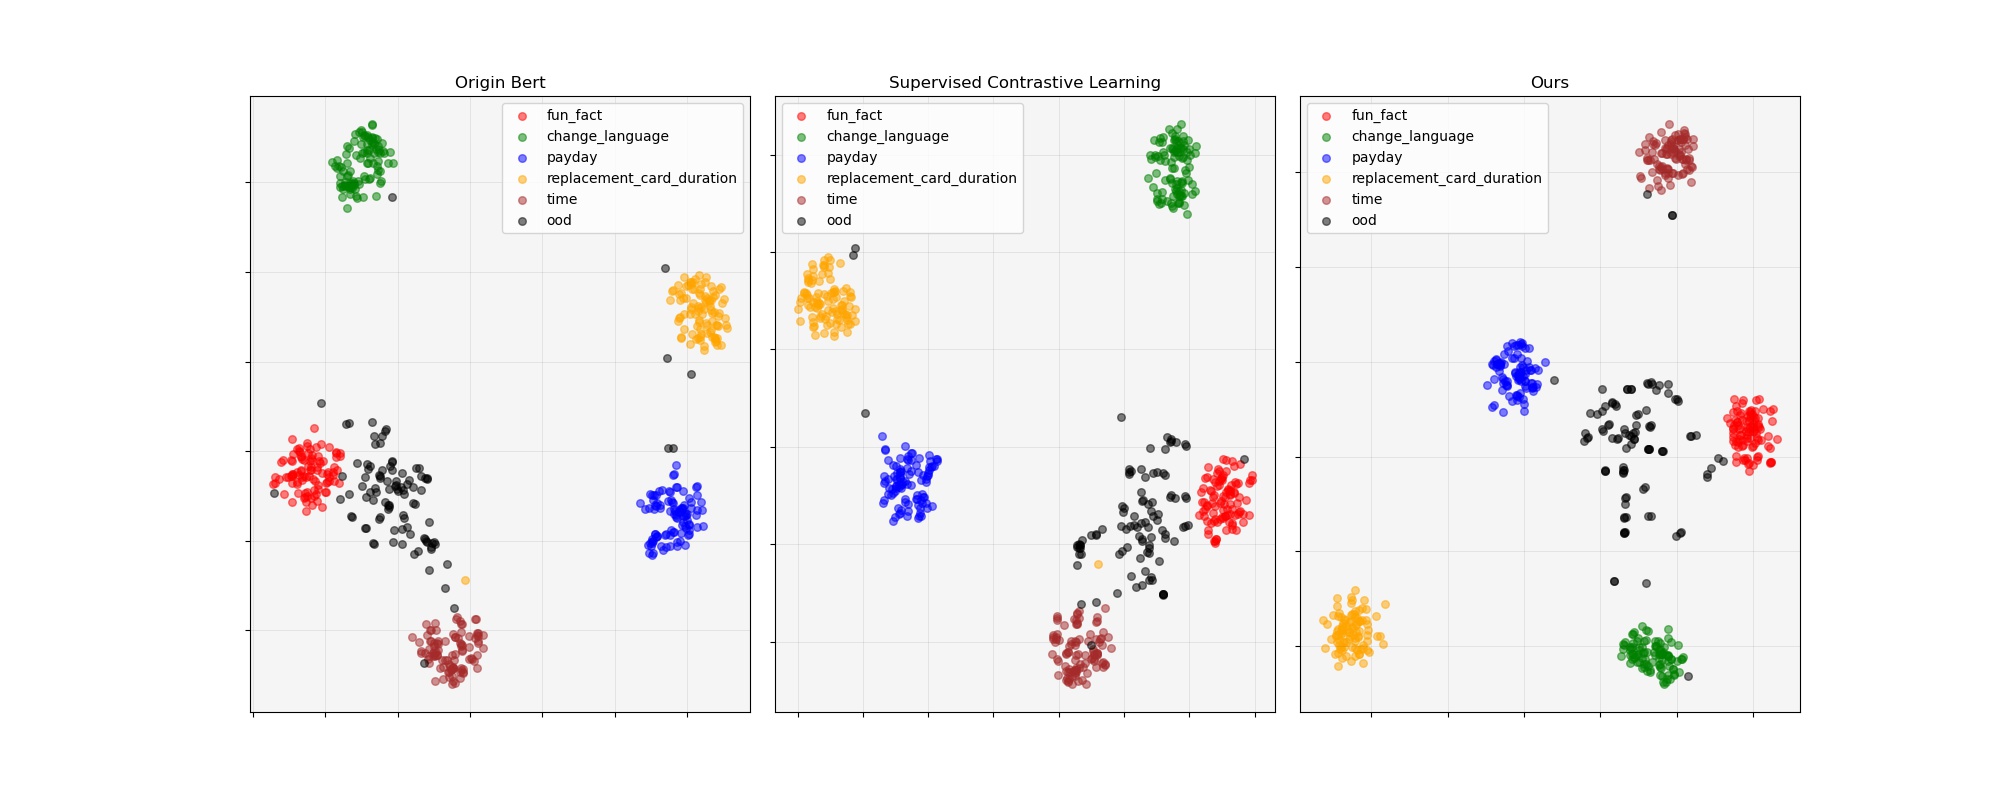 Origin Bert
fun_fact
change_language
payday
replacement_card_duration
time
ood
Supervised Contrastive Learning
fun_fact
change_language
payday
replacement_card_duration
time
ood
Ours
fun_fact
change_language
payday
replacement_card_duration
time
ood